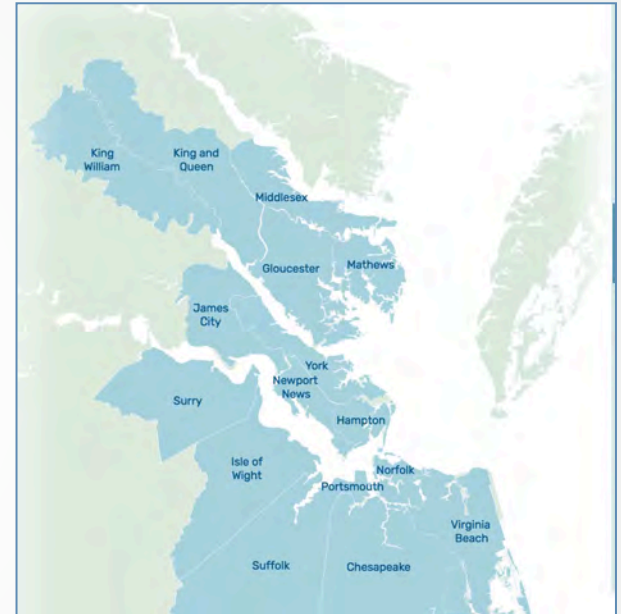 King
William
King and
Queen
Middlesex
Gloucester
Mathews
James
City
York
Newport
News
Surry
Hampton
Isle of
Wight
Norfolk
Portsmouth
Virginia
Beach
Suffolk
Chesapeake